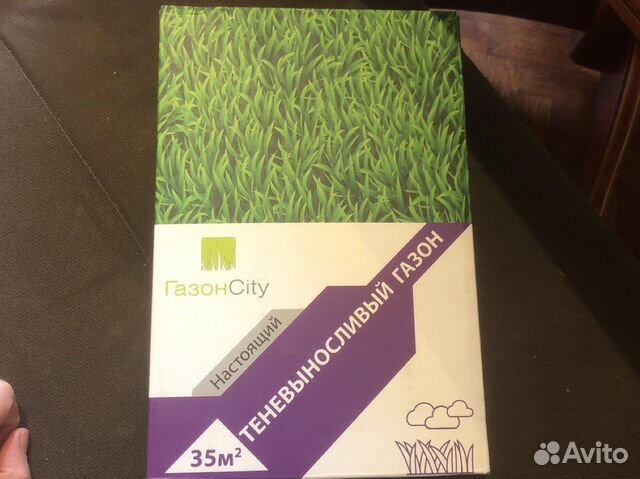 ГазонCity
Настоящий
ТЕНЕВЫНОСЛИВЫЙ ГАЗОН
35м²
Avito